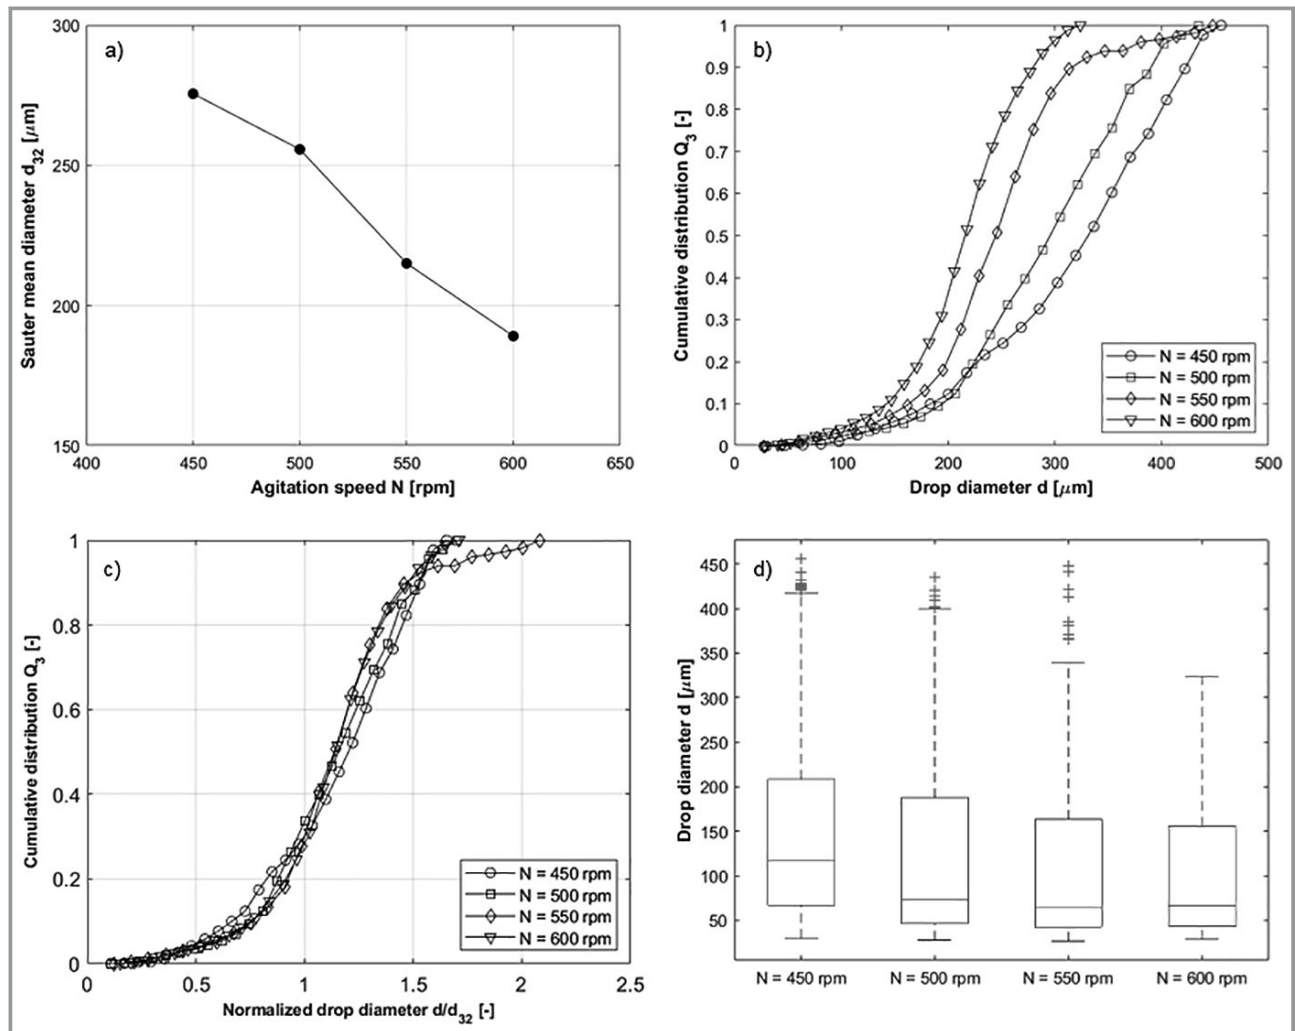 a)
300
250
200
150
Sauter mean diameter d32 [μm]
400 450 500 550 600 650
Agitation speed N [rpm]
b)
1
0.9
0.8
0.7
0.6
0.5
0.4
0.3
0.2
0.1
0
Cumulative distribution Q3 [-]
N = 450 rpm
N = 500 rpm
N = 550 rpm
N = 600 rpm
0 100 200 300 400 500
Drop diameter d [μm]
c)
1
0.8
0.6
0.4
0.2
0
Cumulative distribution Q3 [-]
N = 450 rpm
N = 500 rpm
N = 550 rpm
N = 600 rpm
0 0.5 1 1.5 2 2.5
Normalized drop diameter d/d32 [-]
d)
450
400
350
300
250
200
150
100
50
Drop diameter d [μm]
N = 450 rpm N = 500 rpm N = 550 rpm N = 600 rpm